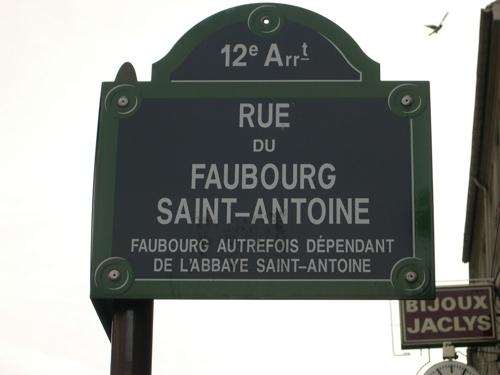 12e Arrt
RUE
DU
FAUBOURG
SAINT-ANTOINE
FAUBOURG AUTREFOIS DÉPENDANT
DE L'ABBAYE SAINT-ANTOINE
BIJOUX
JACLYS